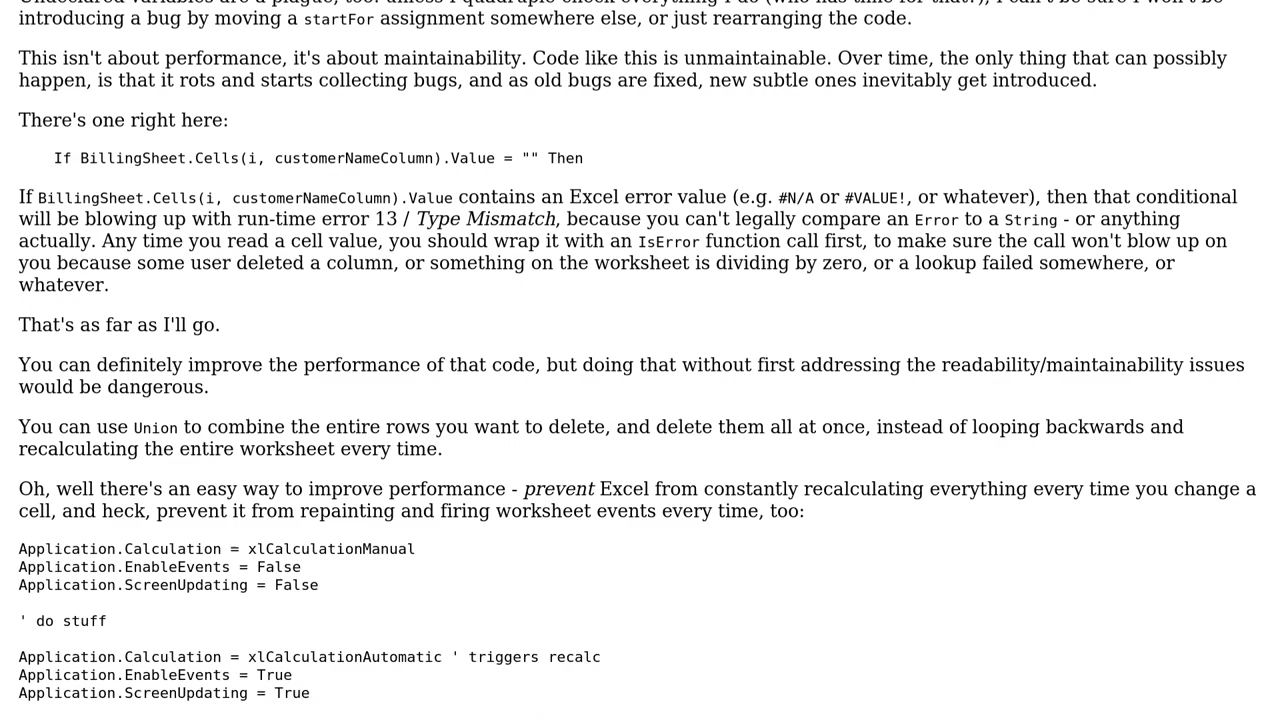 introducing a bug by moving a startFor assignment somewhere else, or just rearranging the code.
This isn't about performance, it's about maintainability. Code like this is unmaintainable. Over time, the only thing that can possibly
happen, is that it rots and starts collecting bugs, and as old bugs are fixed, new subtle ones inevitably get introduced.
There's one right here:
If BillingSheet.Cells(i, customerNameColumn).Value = "" Then
If BillingSheet.Cells(i, customerNameColumn).Value contains an Excel error value (e.g. #N/A or #VALUE!, or whatever), then that conditional
will be blowing up with run-time error 13 / Type Mismatch, because you can't legally compare an Error to a String - or anything
actually. Any time you read a cell value, you should wrap it with an IsError function call first, to make sure the call won't blow up on
you because some user deleted a column, or something on the worksheet is dividing by zero, or a lookup failed somewhere, or
whatever.
That's as far as I'll go.
You can definitely improve the performance of that code, but doing that without first addressing the readability/maintainability issues
would be dangerous.
You can use Union to combine the entire rows you want to delete, and delete them all at once, instead of looping backwards and
recalculating the entire worksheet every time.
Oh, well there's an easy way to improve performance - prevent Excel from constantly recalculating everything every time you change a
cell, and heck, prevent it from repainting and firing worksheet events every time, too:
Application.Calculation = xlCalculationManual
Application.EnableEvents = False
Application.ScreenUpdating = False
' do stuff
Application.Calculation = xlCalculationAutomatic ' triggers recalc
Application.EnableEvents = True
Application.ScreenUpdating = True